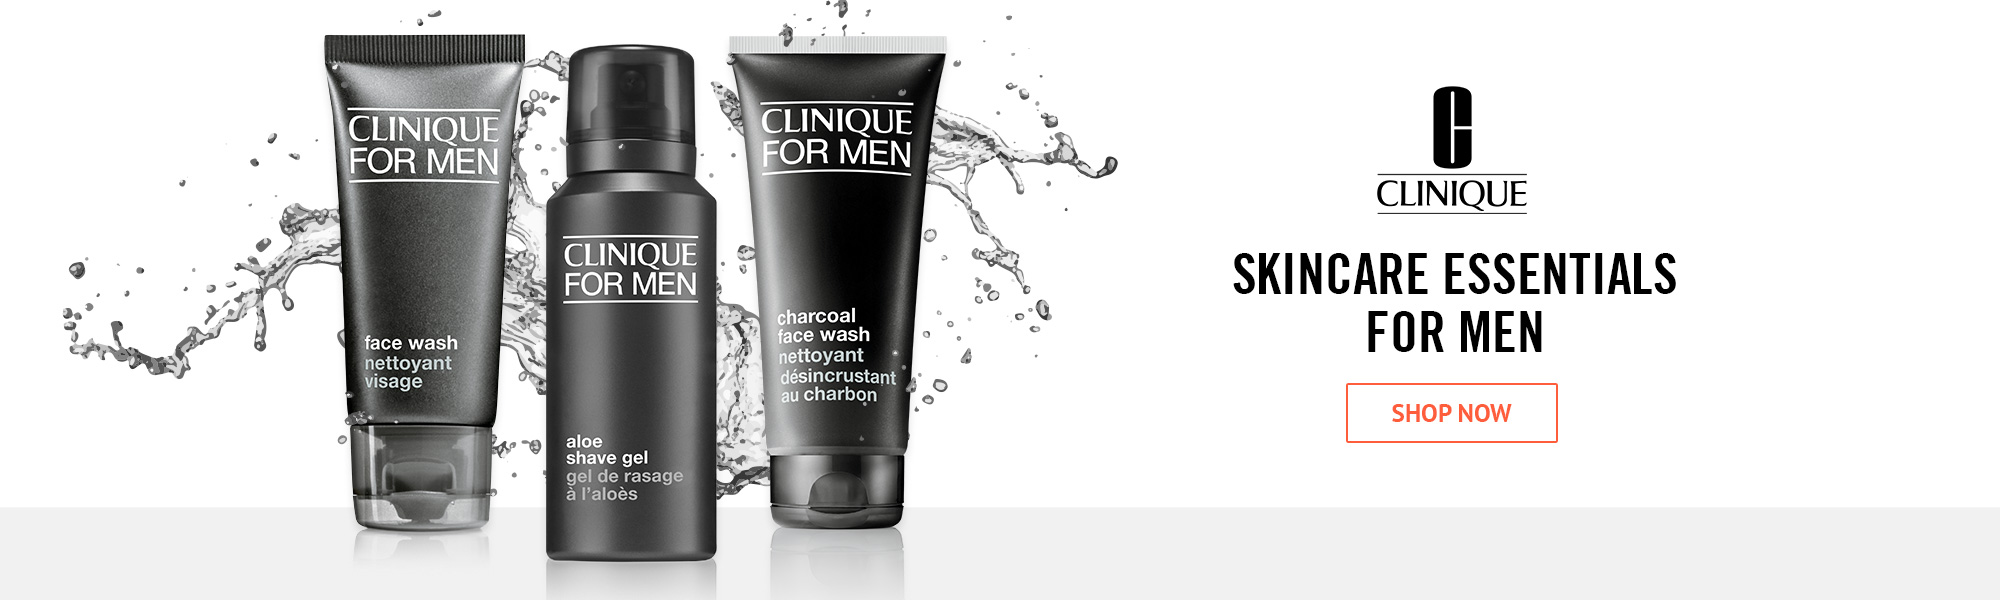 CLINIQUE
FOR MEN
face wash
nettoyant
visage
CLINIQUE
FOR MEN
aloe
shave gel
gel de rasage
à l'aloès
CLINIQUE
FOR MEN
charcoal
face wash
nettoyant
désincrustant
au charbon
C
CLINIQUE
SKINCARE ESSENTIALS
FOR MEN
SHOP NOW